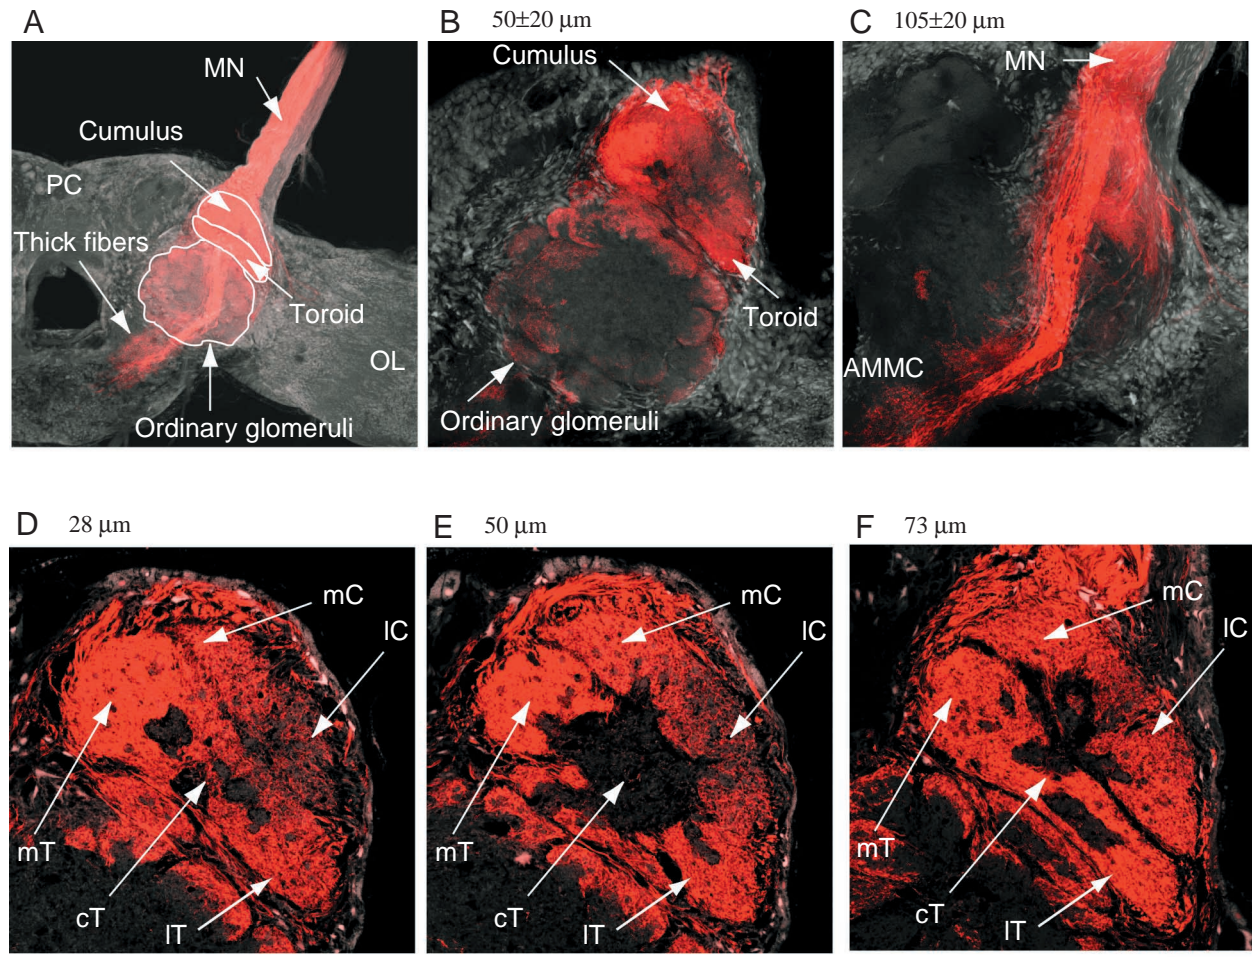 A
B 50±20 μm
C 105±20 μm
MN
Cumulus
PC
Thick fibers
Toroid
OL
Ordinary glomeruli
Cumulus
Toroid
Ordinary glomeruli
MN
AMMC
D 28 μm
E 50 μm
F 73 μm
mC
lC
mT
cT
lT
mC
lC
mT
cT
lT
mC
lC
mT
cT
lT